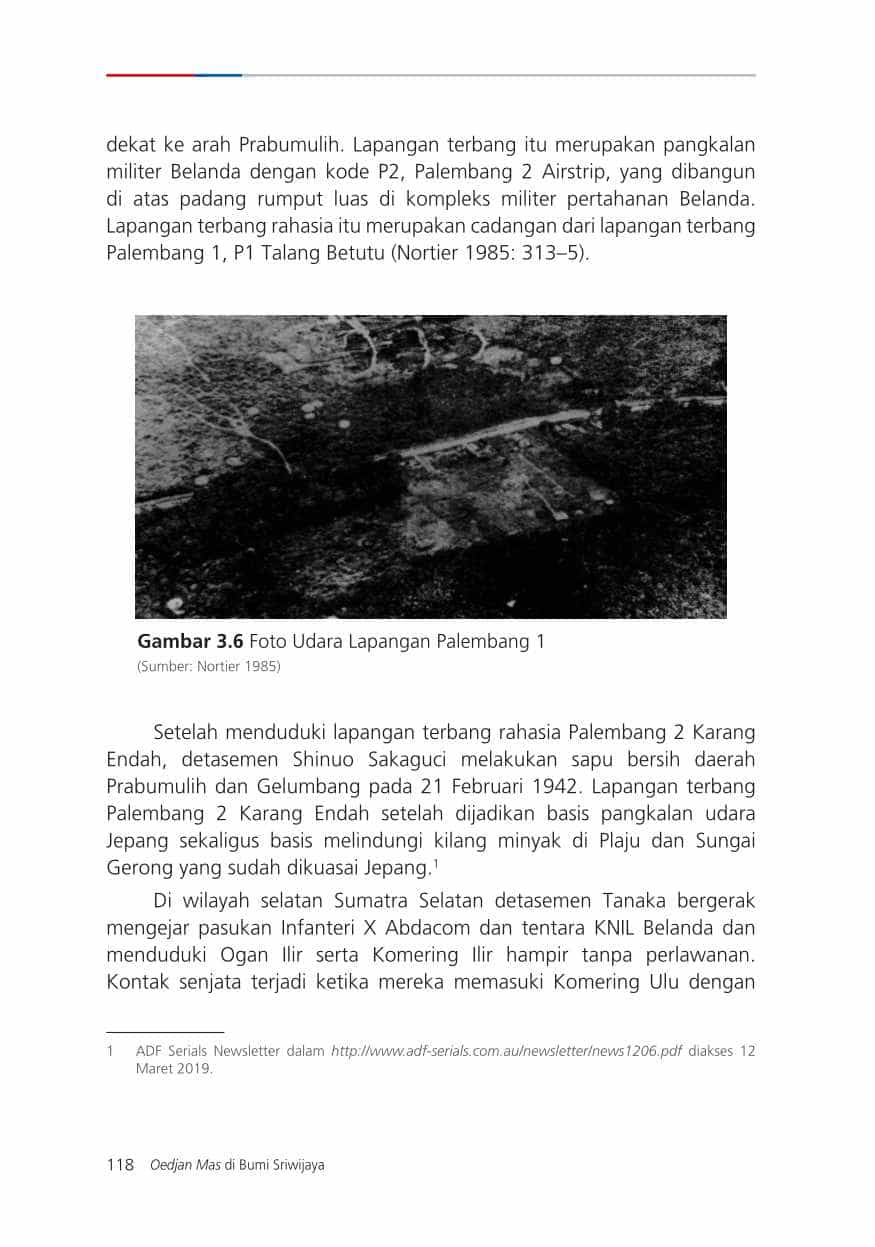 dekat ke arah Prabumulih. Lapangan terbang itu merupakan pangkalan
militer Belanda dengan kode P2, Palembang 2 Airstrip, yang dibangun
di atas padang rumput luas di kompleks militer pertahanan Belanda.
Lapangan terbang rahasia itu merupakan cadangan dari lapangan terbang
Palembang 1, P1 Talang Betutu (Nortier 1985: 313–5).
Gambar 3.6 Foto Udara Lapangan Palembang 1
(Sumber: Nortier 1985)
Setelah menduduki lapangan terbang rahasia Palembang 2 Karang
Endah, detasemen Shinuo Sakaguci melakukan sapu bersih daerah
Prabumulih dan Gelumbang pada 21 Februari 1942. Lapangan terbang
Palembang 2 Karang Endah setelah dijadikan basis pangkalan udara
Jepang sekaligus basis melindungi kilang minyak di Plaju dan Sungai
Gerong yang sudah dikuasai Jepang.1
Di wilayah selatan Sumatra Selatan detasemen Tanaka bergerak
mengejar pasukan Infanteri X Abdacom dan tentara KNIL Belanda dan
menduduki Ogan Ilir serta Komering Ilir hampir tanpa perlawanan.
Kontak senjata terjadi ketika mereka memasuki Komering Ulu dengan
1 ADF Serials Newsletter dalam http://www.adf-serials.com.au/newsletter/news1206.pdf diakses 12
Maret 2019.
118 Oedjan Mas di Bumi Sriwijaya